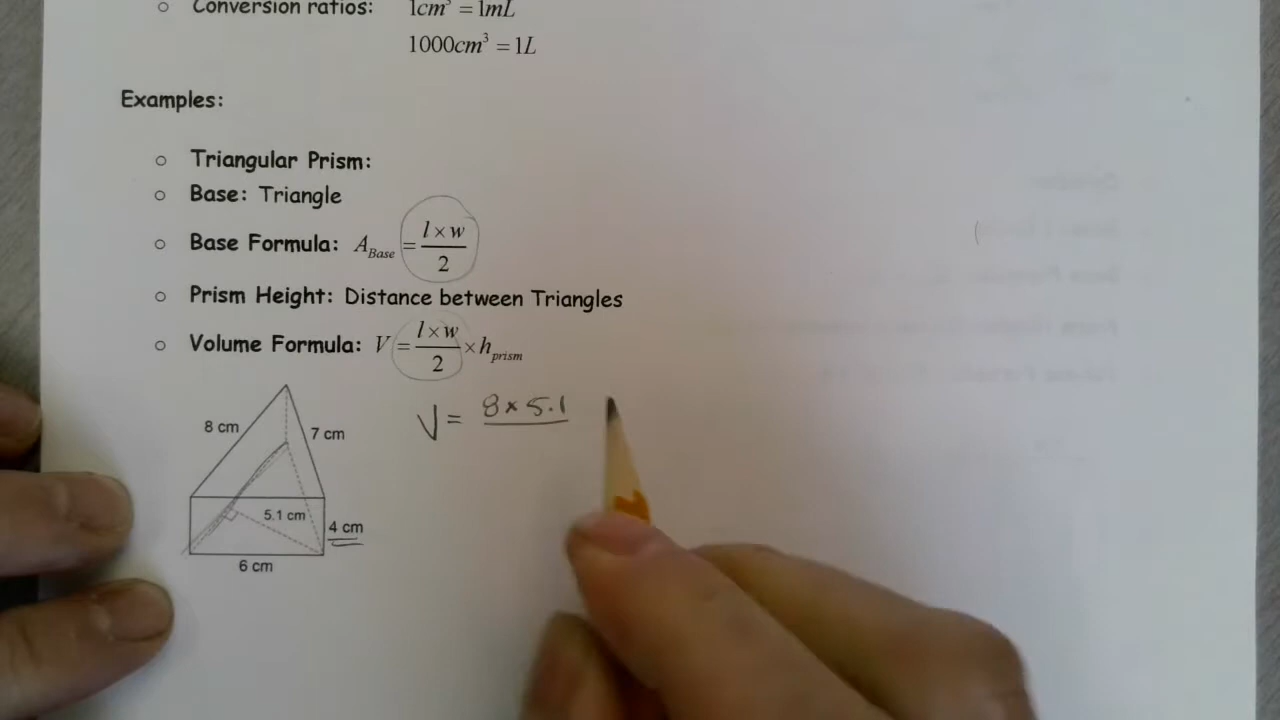 ○ Conversion ratios: 1cm³ = 1mL
1000cm³ = 1L
Examples:
○ Triangular Prism:
○ Base: Triangle
○ Base Formula: A_Base = (l × w)/2
○ Prism Height: Distance between Triangles
○ Volume Formula: V = (l × w)/2 × h_prism
8 cm
7 cm
5.1 cm
4 cm
6 cm
V = 8 × 5.1